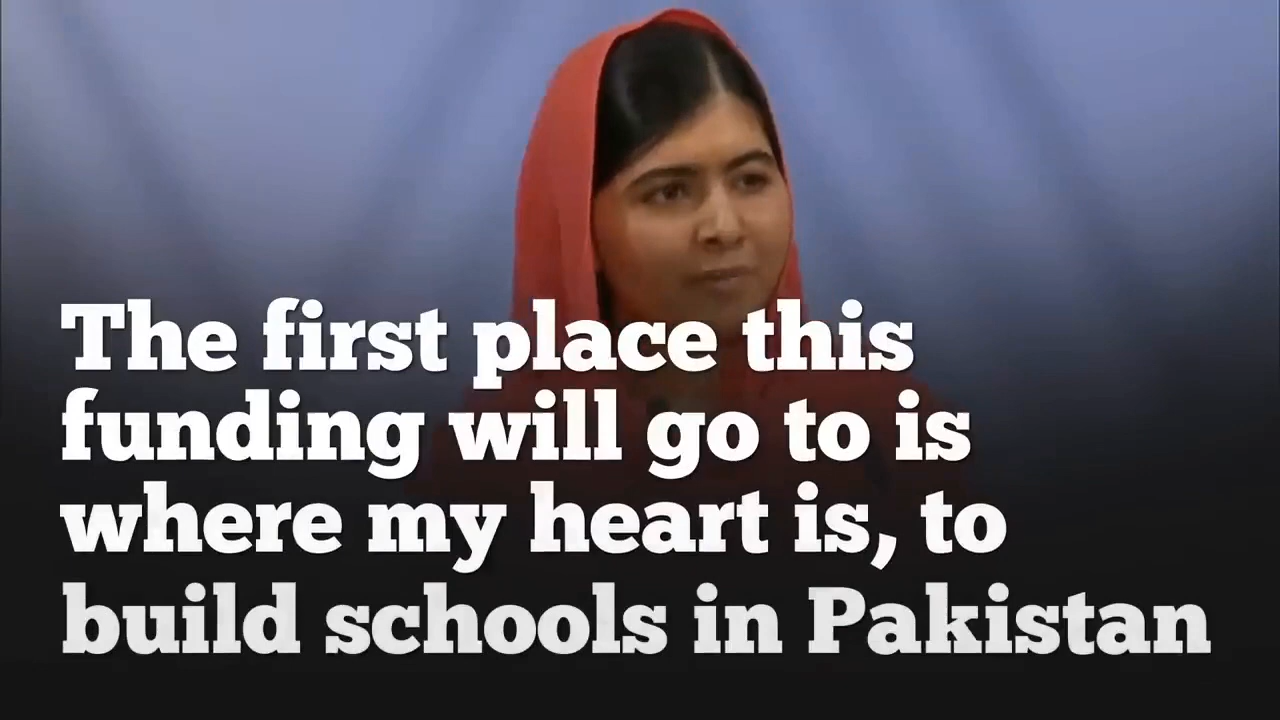 The first place this
funding will go to is
where my heart is, to
build schools in Pakistan